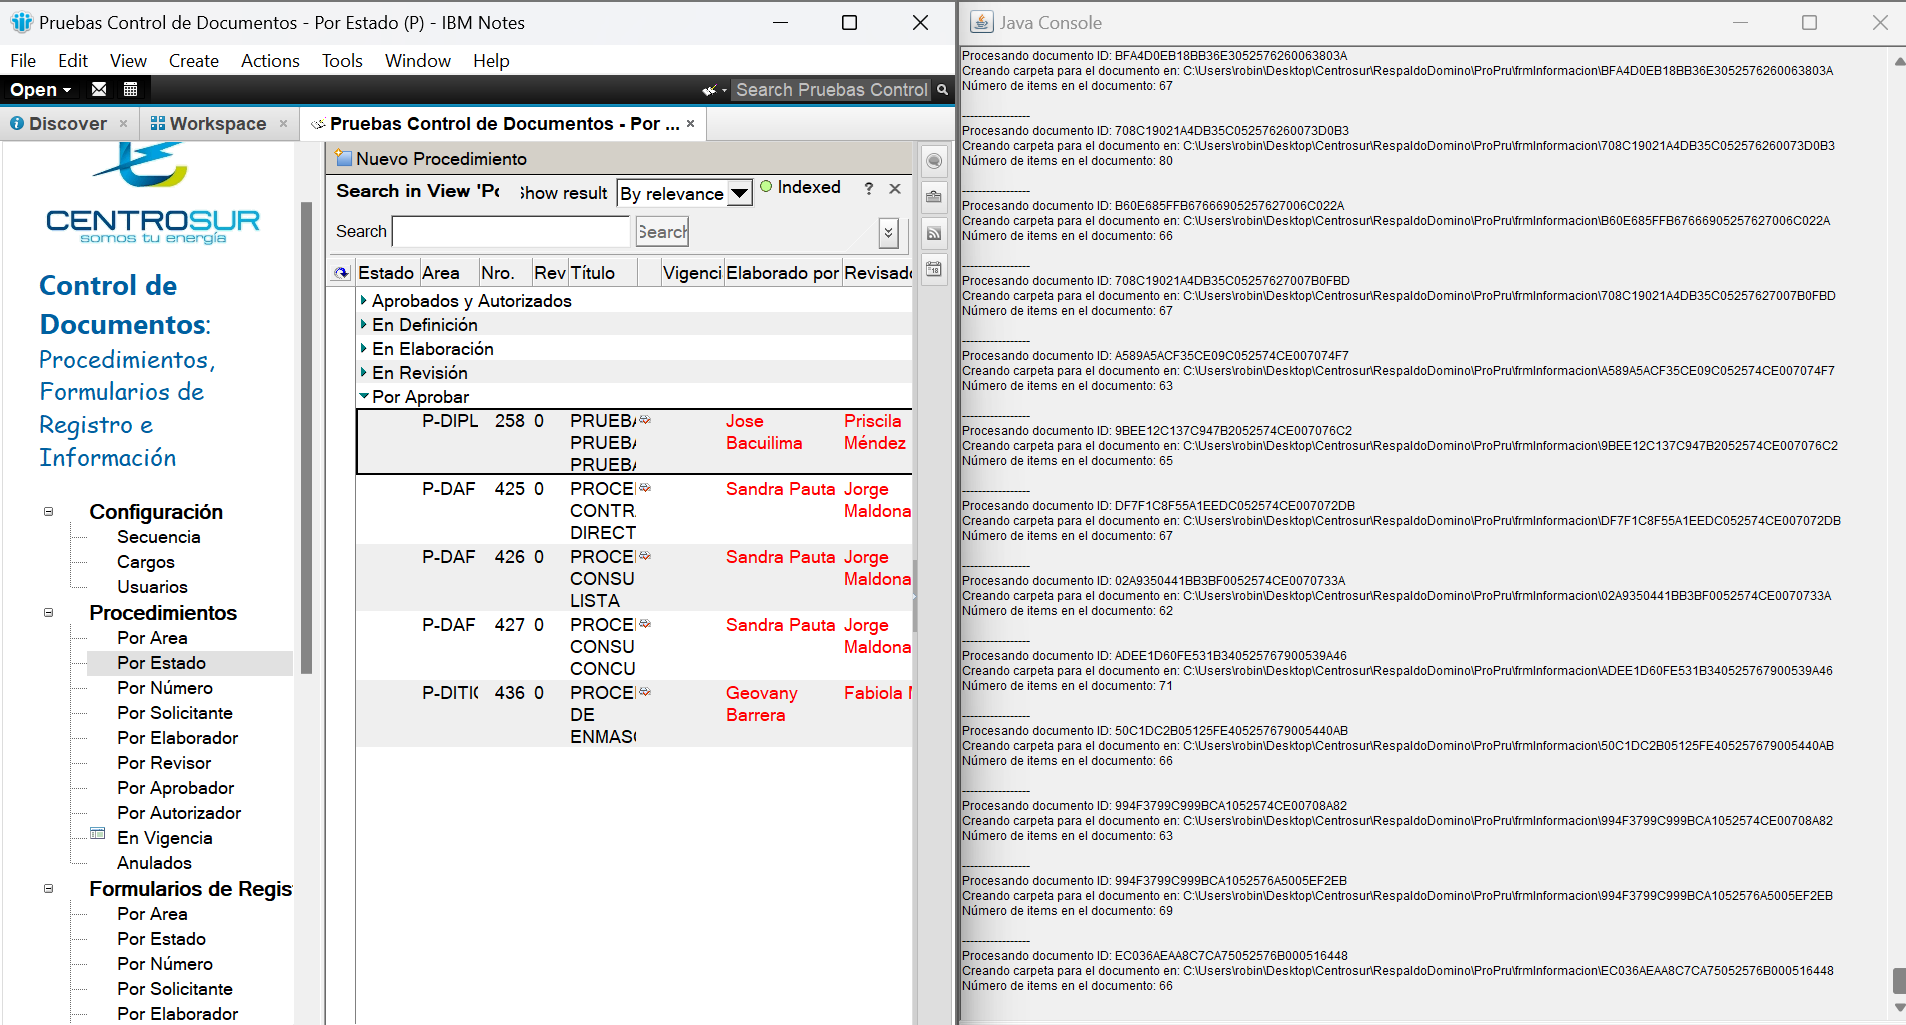 Pruebas Control de Documentos - Por Estado (P) - IBM Notes
File Edit View Create Actions Tools Window Help
Open
Search Pruebas Control
Discover
Workspace
Pruebas Control de Documentos - Por ...
CENTROSUR
somos tu energía
Control de
Documentos:
Procedimientos,
Formularios de
Registro e
Información
Configuración
Secuencia
Cargos
Usuarios
Procedimientos
Por Area
Por Estado
Por Número
Por Solicitante
Por Elaborador
Por Revisor
Por Aprobador
Por Autorizador
En Vigencia
Anulados
Formularios de Regis
Por Area
Por Estado
Por Número
Por Solicitante
Por Elaborador
Nuevo Procedimiento
Search in View 'Po
Show result
By relevance
Indexed
?
Search
Search
Estado Area Nro. Rev Título Vigenci Elaborado por Revisado
Aprobados y Autorizados
En Definición
En Elaboración
En Revisión
Por Aprobar
P-DIPL 258 0 PRUEBA Jose Priscila
PRUEBA Bacuilima Méndez
PRUEBA
P-DAF 425 0 PROCE Sandra Pauta Jorge
CONTR Maldona
DIRECT
P-DAF 426 0 PROCE Sandra Pauta Jorge
CONSU Maldona
LISTA
P-DAF 427 0 PROCE Sandra Pauta Jorge
CONSU Maldona
CONCU
P-DITIC 436 0 PROCE Geovany Fabiola M
DE Barrera
ENMASC
18
Java Console
Procesando documento ID: BFA4D0EB18BB36E3052576260063803A
Creando carpeta para el documento en: C:\Users\robin\Desktop\Centrosur\RespaldoDomino\ProPru\frmInformacion\BFA4D0EB18BB36E3052576260063803A
Número de items en el documento: 67
-----------------
Procesando documento ID: 708C19021A4DB35C052576260073D0B3
Creando carpeta para el documento en: C:\Users\robin\Desktop\Centrosur\RespaldoDomino\ProPru\frmInformacion\708C19021A4DB35C052576260073D0B3
Número de items en el documento: 80
-----------------
Procesando documento ID: B60E685FFB67666905257627006C022A
Creando carpeta para el documento en: C:\Users\robin\Desktop\Centrosur\RespaldoDomino\ProPru\frmInformacion\B60E685FFB67666905257627006C022A
Número de items en el documento: 66
-----------------
Procesando documento ID: 708C19021A4DB35C05257627007B0FBD
Creando carpeta para el documento en: C:\Users\robin\Desktop\Centrosur\RespaldoDomino\ProPru\frmInformacion\708C19021A4DB35C05257627007B0FBD
Número de items en el documento: 67
-----------------
Procesando documento ID: A589A5ACF35CE09C052574CE007074F7
Creando carpeta para el documento en: C:\Users\robin\Desktop\Centrosur\RespaldoDomino\ProPru\frmInformacion\A589A5ACF35CE09C052574CE007074F7
Número de items en el documento: 63
-----------------
Procesando documento ID: 9BEE12C137C947B2052574CE007076C2
Creando carpeta para el documento en: C:\Users\robin\Desktop\Centrosur\RespaldoDomino\ProPru\frmInformacion\9BEE12C137C947B2052574CE007076C2
Número de items en el documento: 65
-----------------
Procesando documento ID: DF7F1C8F55A1EEDC052574CE007072DB
Creando carpeta para el documento en: C:\Users\robin\Desktop\Centrosur\RespaldoDomino\ProPru\frmInformacion\DF7F1C8F55A1EEDC052574CE007072DB
Número de items en el documento: 67
-----------------
Procesando documento ID: 02A9350441BB3BF0052574CE0070733A
Creando carpeta para el documento en: C:\Users\robin\Desktop\Centrosur\RespaldoDomino\ProPru\frmInformacion\02A9350441BB3BF0052574CE0070733A
Número de items en el documento: 62
-----------------
Procesando documento ID: ADEE1D60FE531B340525767900539A46
Creando carpeta para el documento en: C:\Users\robin\Desktop\Centrosur\RespaldoDomino\ProPru\frmInformacion\ADEE1D60FE531B340525767900539A46
Número de items en el documento: 71
-----------------
Procesando documento ID: 50C1DC2B05125FE405257679005440AB
Creando carpeta para el documento en: C:\Users\robin\Desktop\Centrosur\RespaldoDomino\ProPru\frmInformacion\50C1DC2B05125FE405257679005440AB
Número de items en el documento: 66
-----------------
Procesando documento ID: 994F3799C999BCA1052574CE00708A82
Creando carpeta para el documento en: C:\Users\robin\Desktop\Centrosur\RespaldoDomino\ProPru\frmInformacion\994F3799C999BCA1052574CE00708A82
Número de items en el documento: 63
-----------------
Procesando documento ID: 994F3799C999BCA1052576A5005EF2EB
Creando carpeta para el documento en: C:\Users\robin\Desktop\Centrosur\RespaldoDomino\ProPru\frmInformacion\994F3799C999BCA1052576A5005EF2EB
Número de items en el documento: 69
-----------------
Procesando documento ID: EC036AEAA8C7CA75052576B000516448
Creando carpeta para el documento en: C:\Users\robin\Desktop\Centrosur\RespaldoDomino\ProPru\frmInformacion\EC036AEAA8C7CA75052576B000516448
Número de items en el documento: 66